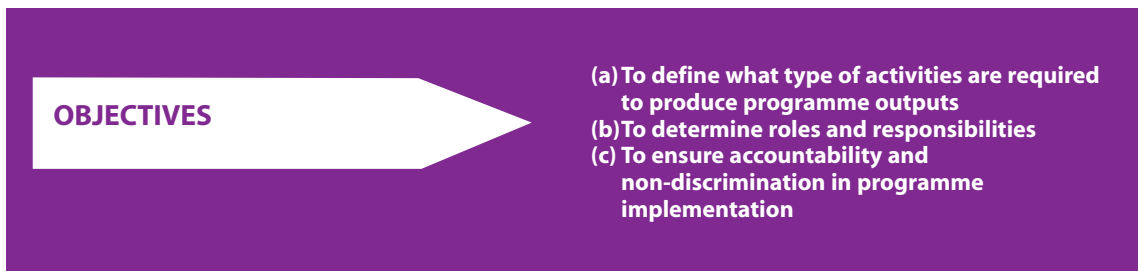 OBJECTIVES
(a) To define what type of activities are required
to produce programme outputs
(b) To determine roles and responsibilities
(c) To ensure accountability and
non-discrimination in programme
implementation